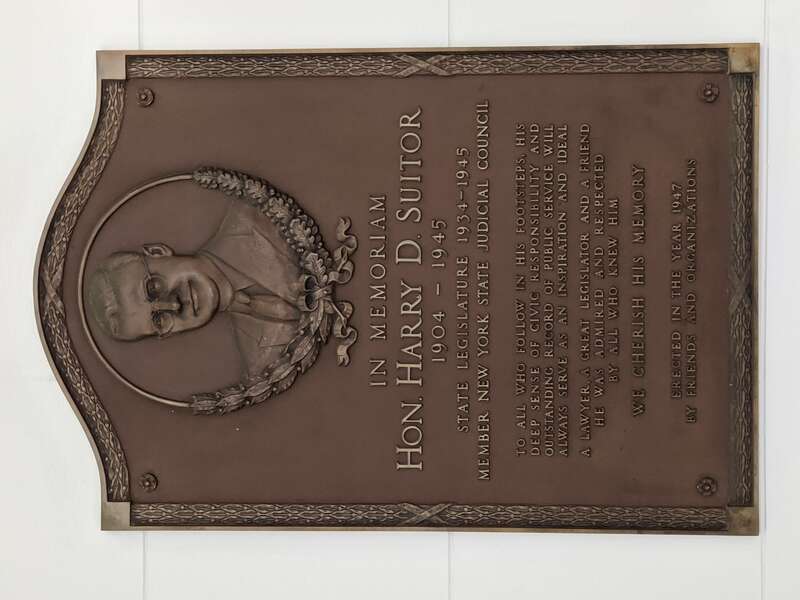 IN MEMORIAM
HON. HARRY D. SUITOR
1904 - 1945
STATE LEGISLATURE 1934-1945
MEMBER NEW YORK STATE JUDICIAL COUNCIL
TO ALL WHO FOLLOW IN HIS FOOTSTEPS, HIS
DEEP SENSE OF CIVIC RESPONSIBILITY AND
OUTSTANDING RECORD OF PUBLIC SERVICE WILL
ALWAYS SERVE AS AN INSPIRATION AND IDEAL
A LAWYER, A GREAT LEGISLATOR AND A FRIEND
HE WAS ADMIRED AND RESPECTED
BY ALL WHO KNEW HIM
WE CHERISH HIS MEMORY
ERECTED IN THE YEAR 1947
BY FRIENDS AND ORGANIZATIONS